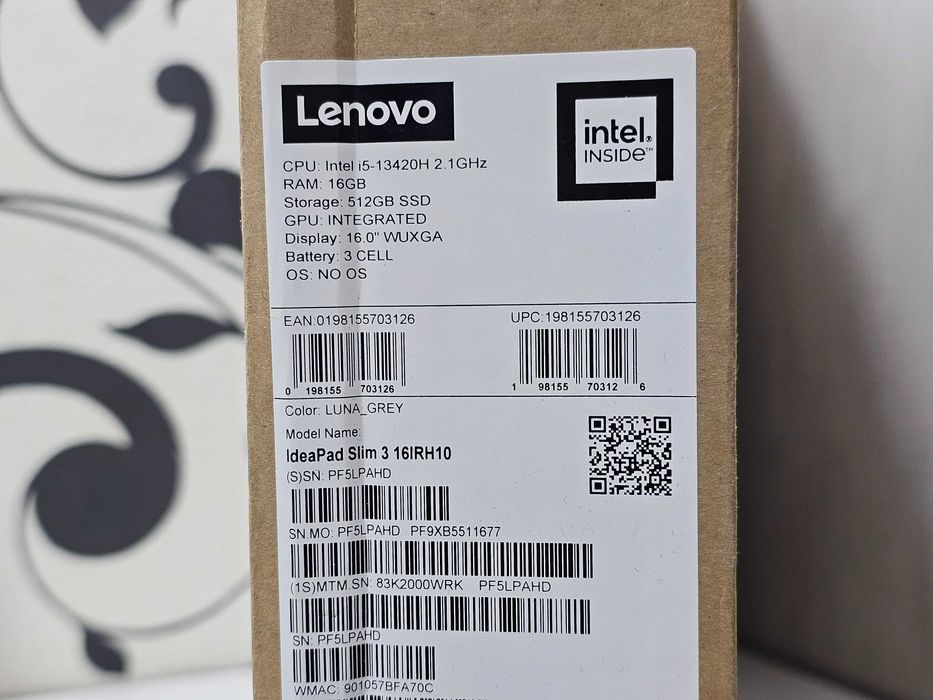 Lenovo
intel.
INSIDE™
CPU: Intel i5-13420H 2.1GHz
RAM: 16GB
Storage: 512GB SSD
GPU: INTEGRATED
Display: 16.0" WUXGA
Battery: 3 CELL
OS: NO OS
EAN:0198155703126
UPC:198155703126
0 198155 703126
1 98155 70312 6
Color: LUNA_GREY
Model Name:
IdeaPad Slim 3 16IRH10
(S)SN: PF5LPAHD
SN.MO: PF5LPAHD PF9XB5511677
(1S)MTM.SN: 83K2000WRK PF5LPAHD
SN: PF5LPAHD
WMAC: 901057BFA70C